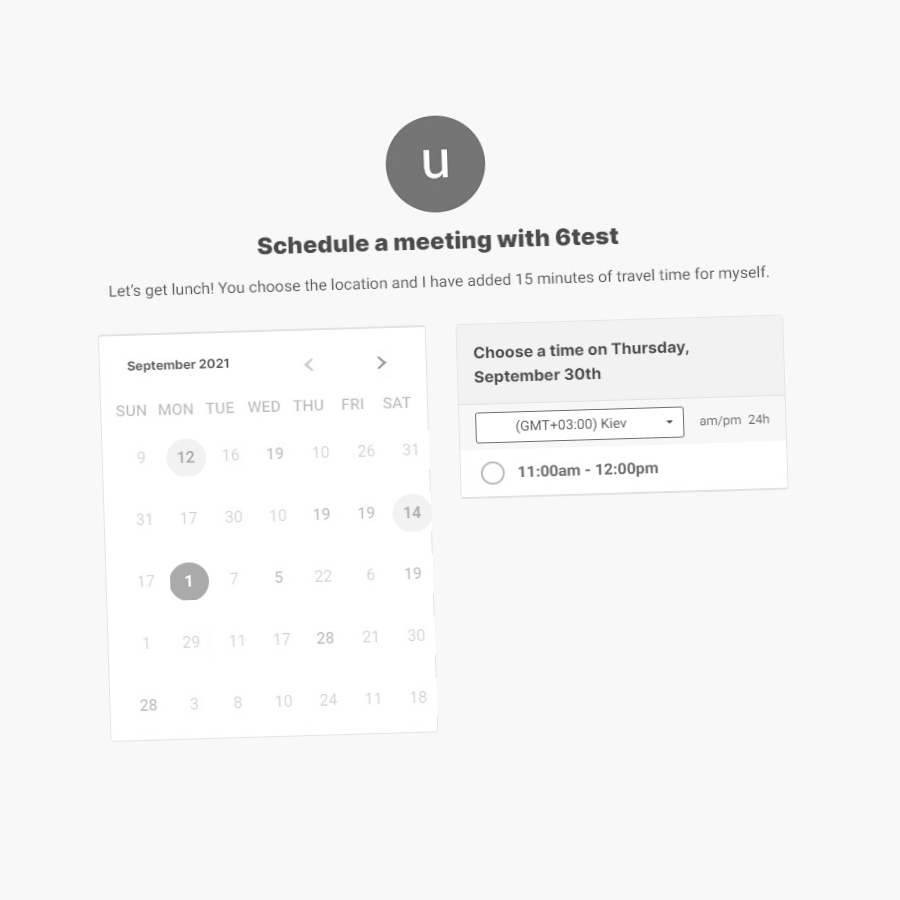 u
Schedule a meeting with 6test
Let's get lunch! You choose the location and I have added 15 minutes of travel time for myself.
September 2021
SUN MON TUE WED THU FRI SAT
9 12 16 19 10 26 31
31 17 30 10 19 19 14
17 1 7 5 22 6 19
1 29 11 17 28 21 30
28 3 8 10 24 11 18
Choose a time on Thursday,
September 30th
(GMT+03:00) Kiev am/pm 24h
11:00am - 12:00pm